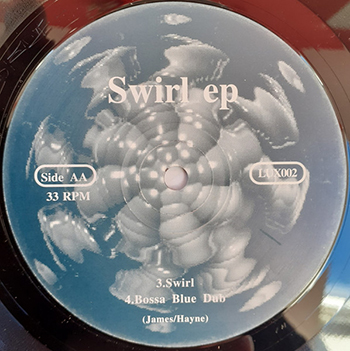 Swirl ep
Side AA
LUX002
33 RPM
3.Swirl
4.Bossa Blue Dub
(James/Hayne)